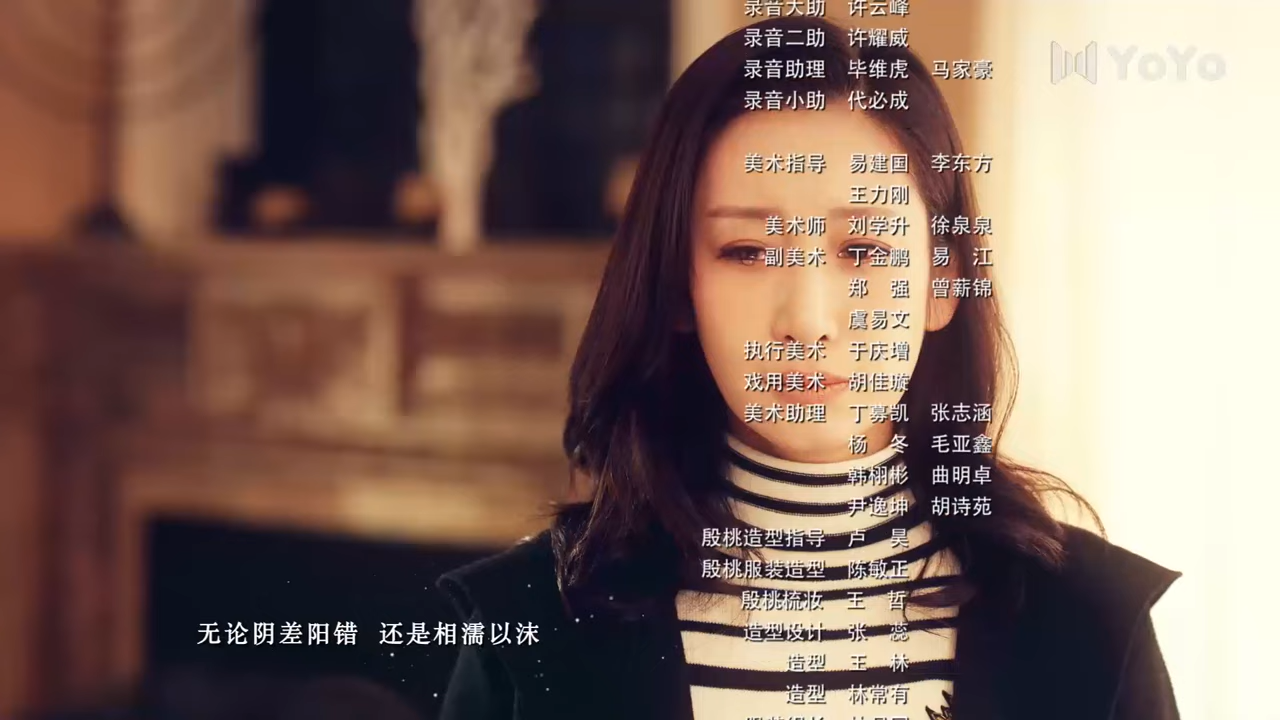 录音大助 许云峰
录音二助 许耀威
YoYo
录音助理 毕维虎 马家豪
录音小助 代必成
美术指导 易建国 李东方
王力刚
美术师 刘学升 徐泉泉
副美术 丁金鹏 易 江
郑 强 曾薪锦
虞易文
执行美术 于庆增
戏用美术 胡佳璇
美术助理 丁募凯 张志涵
杨 冬 毛亚鑫
韩栩彬 曲明卓
尹逸坤 胡诗苑
殷桃造型指导 卢 昊
殷桃服装造型 陈敏正
殷桃梳妆 王 哲
造型设计 张 蕊
无论阴差阳错 还是相濡以沫
造型 王 林
造型 林常有